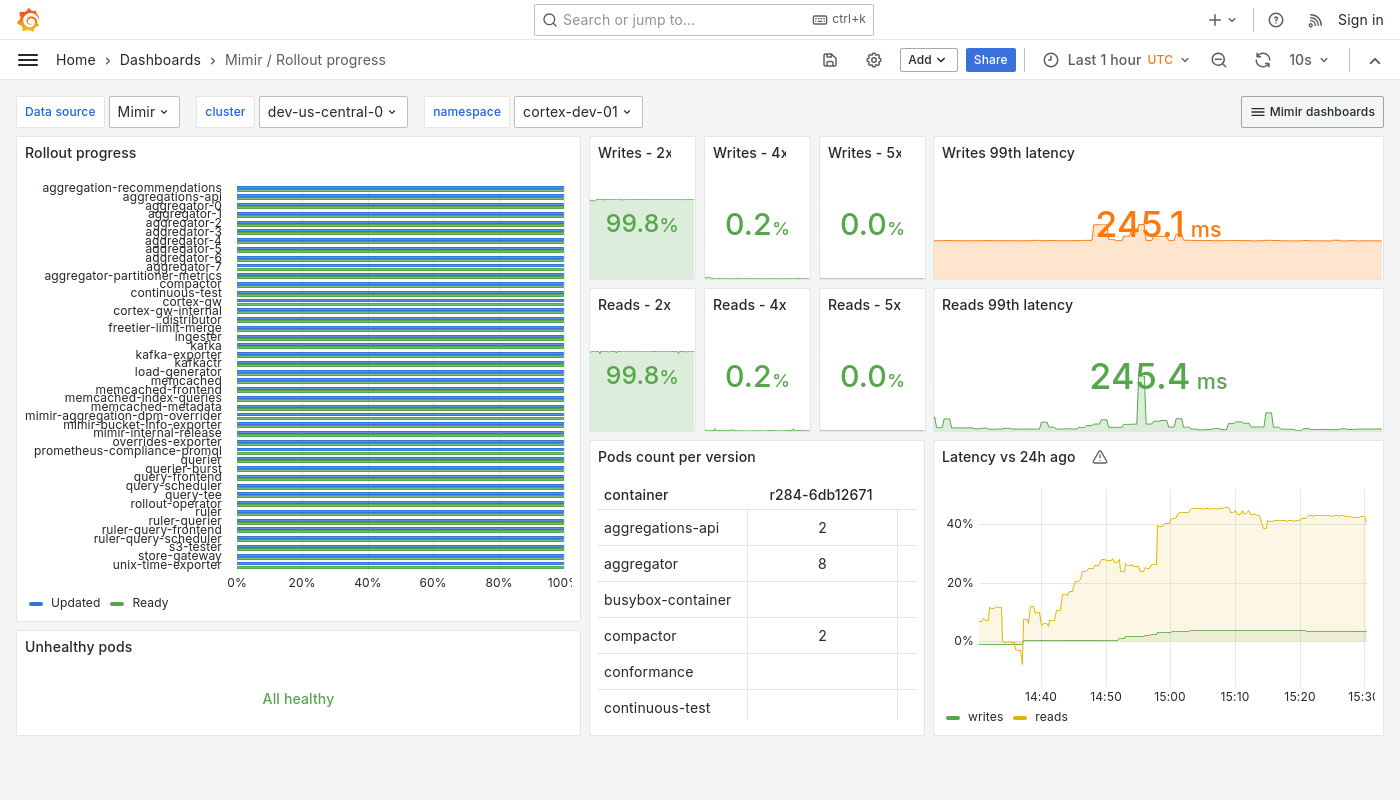 Search or jump to...
ctrl+k
Sign in
Home
Dashboards
Mimir / Rollout progress
Add
Share
Last 1 hour UTC
10s
Data source
Mimir
cluster
dev-us-central-0
namespace
cortex-dev-01
Mimir dashboards
Rollout progress
aggregation-recommendations
aggregations-api
aggregator-0
aggregator-1
aggregator-2
aggregator-3
aggregator-4
aggregator-5
aggregator-6
aggregator-7
aggregator-partitioner-metrics
compactor
continuous-test
cortex-gw
cortex-gw-internal
distributor
freetier-limit-merge
ingester
kafka
kafka-exporter
kafkactr
load-generator
memcached
memcached-frontend
memcached-index-queries
memcached-metadata
mimir-aggregation-dpm-overrider
mimir-bucket-info-exporter
mimir-internal-release
overrides-exporter
prometheus-compliance-promql
querier
querier-burst
query-frontend
query-scheduler
query-tee
rollout-operator
ruler
ruler-querier
ruler-query-frontend
ruler-query-scheduler
s3-tester
store-gateway
unix-time-exporter
0% 20% 40% 60% 80% 100%
Updated Ready
Unhealthy pods
All healthy
Writes - 2x
99.8%
Writes - 4x
0.2%
Writes - 5x
0.0%
Writes 99th latency
245.1 ms
Reads - 2x
99.8%
Reads - 4x
0.2%
Reads - 5x
0.0%
Reads 99th latency
245.4 ms
Pods count per version
container r284-6db12671
aggregations-api 2
aggregator 8
busybox-container
compactor 2
conformance
continuous-test
Latency vs 24h ago
40%
20%
0%
14:40 14:50 15:00 15:10 15:20 15:30
writes reads